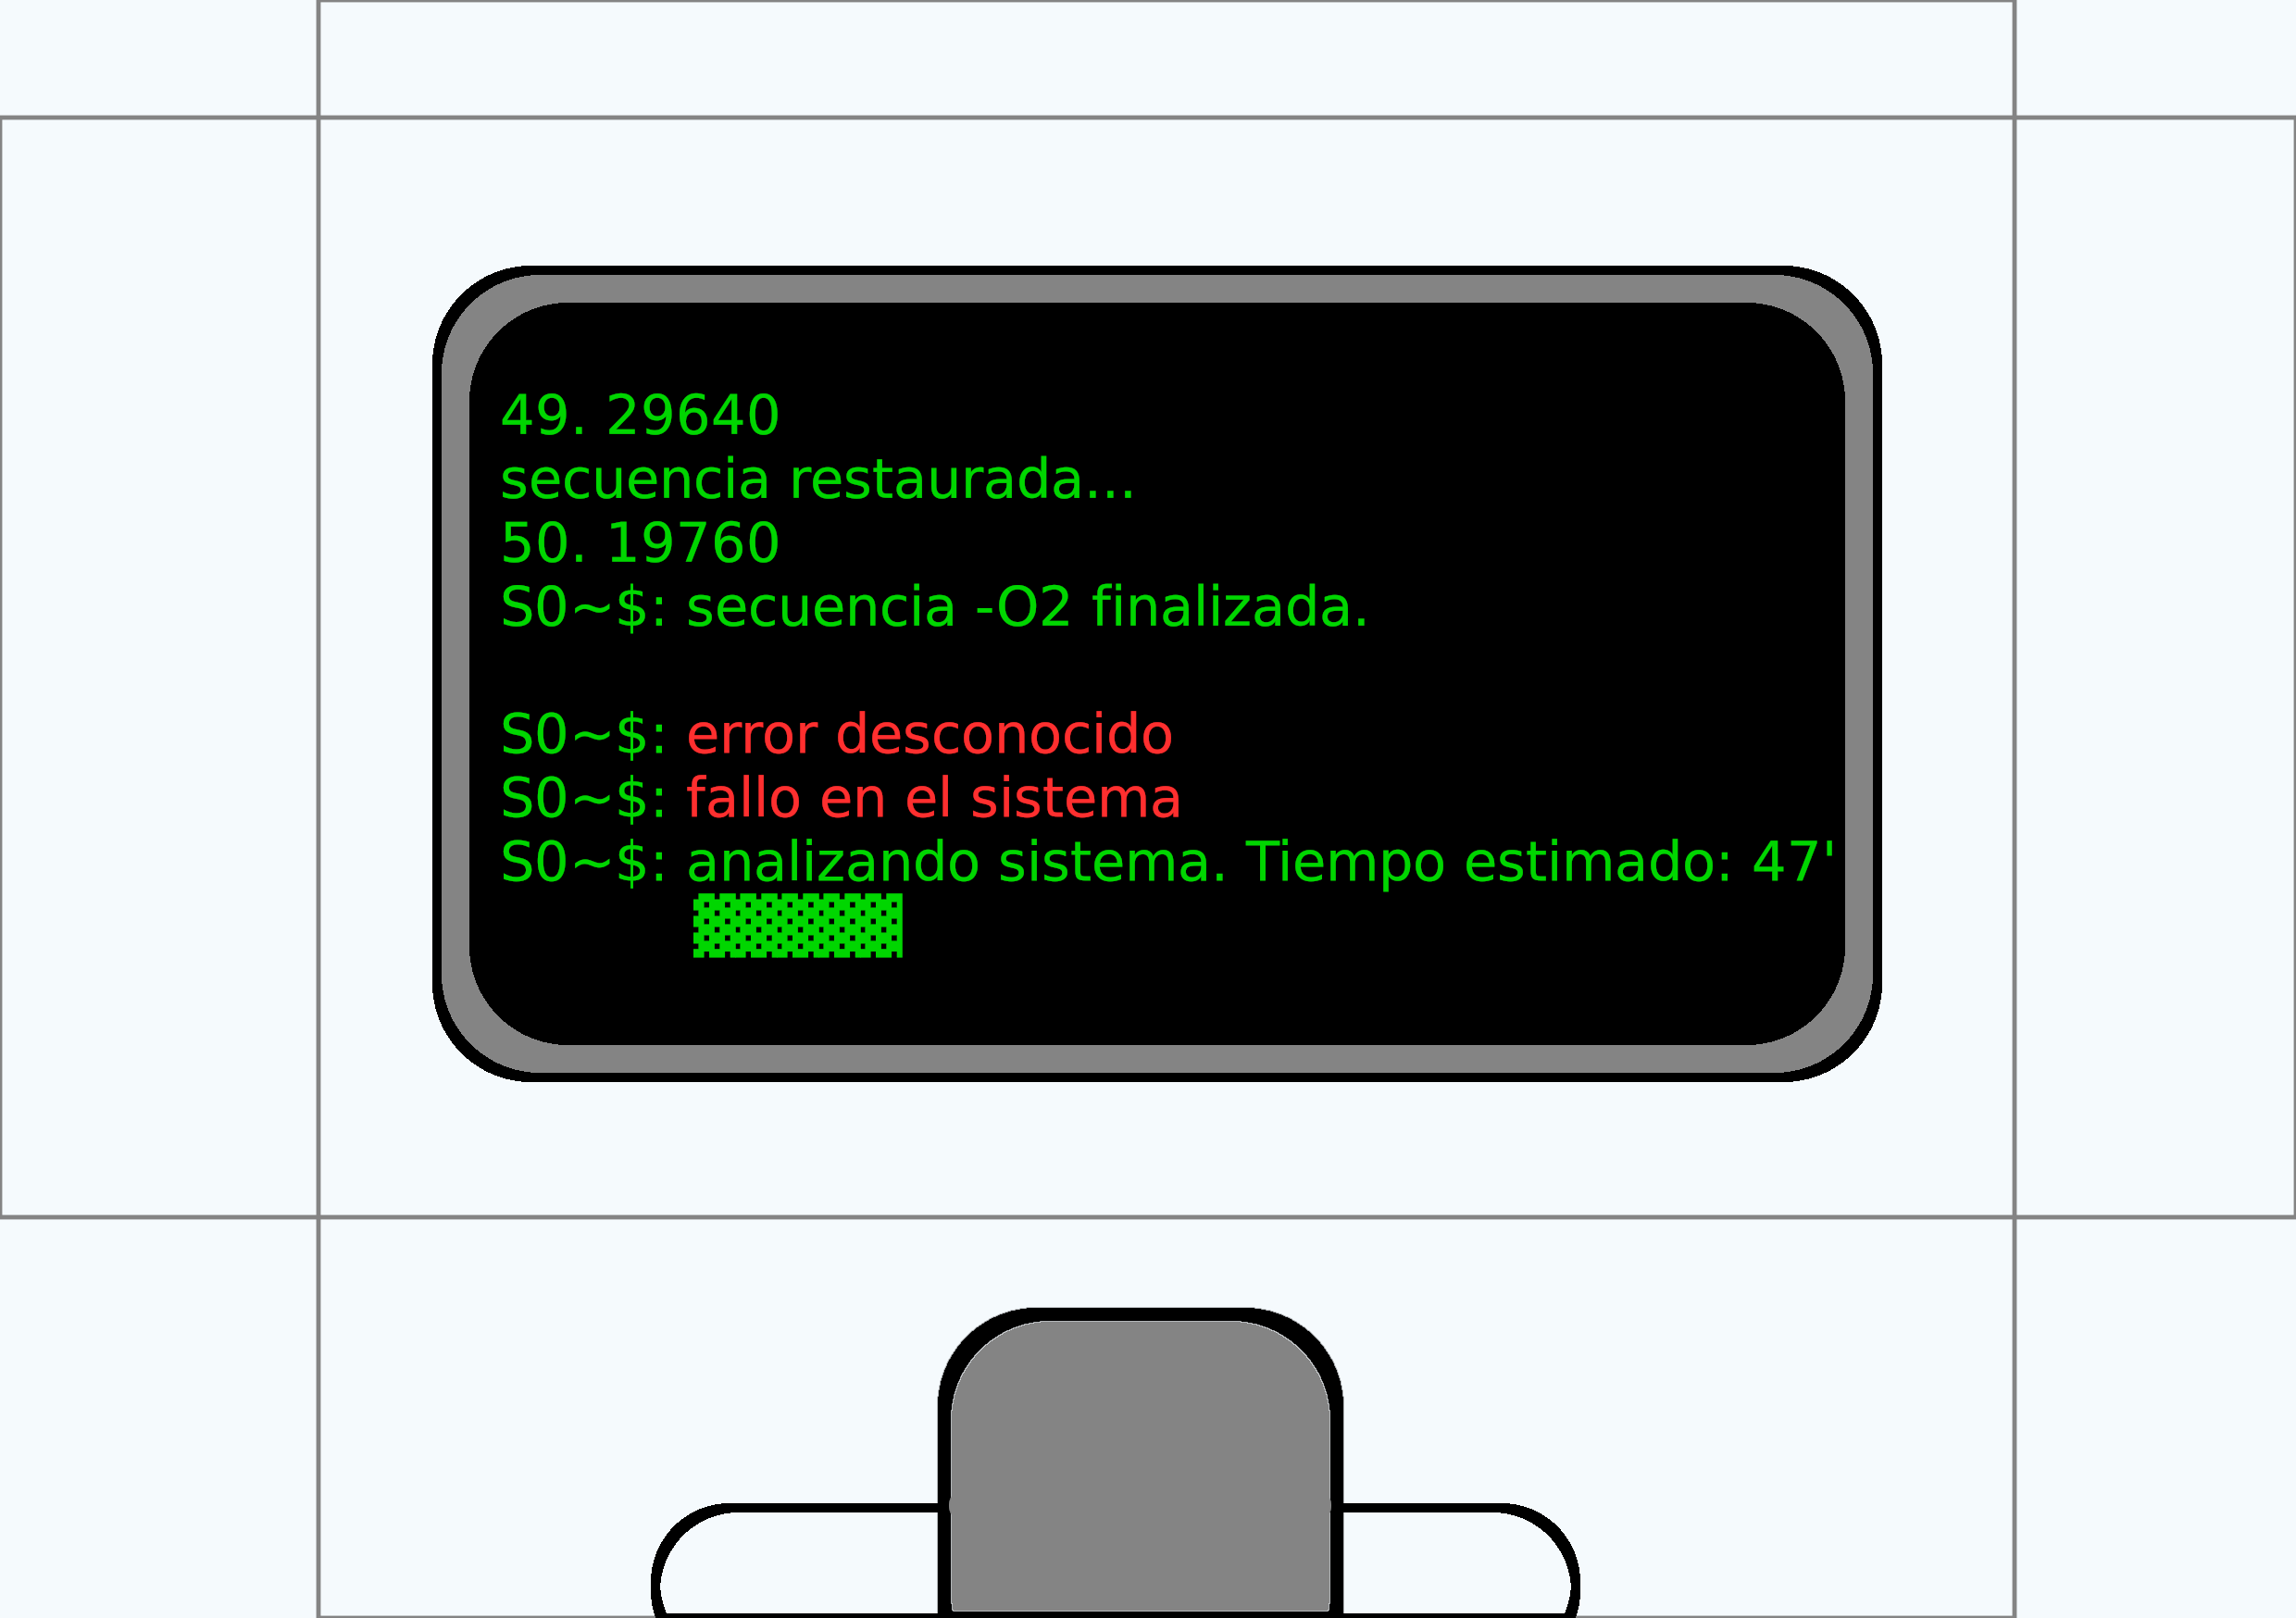 49. 29640
secuencia restaurada...
50. 19760
S0~$: secuencia -O2 finalizada.
S0~$: error desconocido
S0~$: fallo en el sistema
S0~$: analizando sistema. Tiempo estimado: 47'